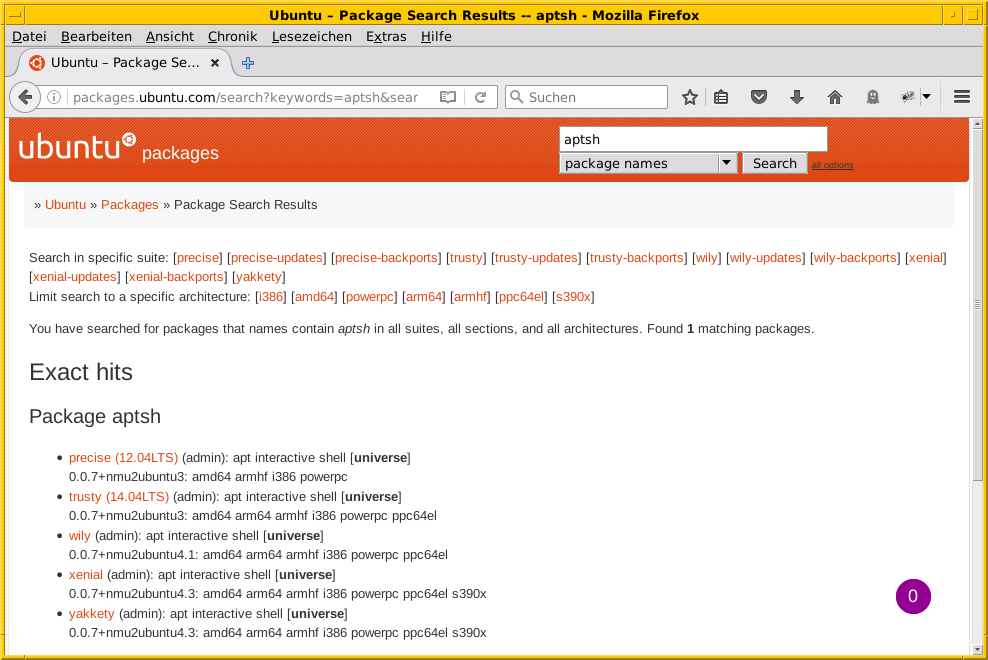 Ubuntu – Package Search Results -- aptsh - Mozilla Firefox
Datei Bearbeiten Ansicht Chronik Lesezeichen Extras Hilfe
Ubuntu – Package Se...
packages.ubuntu.com/search?keywords=aptsh&sear
Suchen
ubuntu packages
aptsh
package names
Search
all options
» Ubuntu » Packages » Package Search Results
Search in specific suite: [precise] [precise-updates] [precise-backports] [trusty] [trusty-updates] [trusty-backports] [wily] [wily-updates] [wily-backports] [xenial]
[xenial-updates] [xenial-backports] [yakkety]
Limit search to a specific architecture: [i386] [amd64] [powerpc] [arm64] [armhf] [ppc64el] [s390x]
You have searched for packages that names contain aptsh in all suites, all sections, and all architectures. Found 1 matching packages.
Exact hits
Package aptsh
• precise (12.04LTS) (admin): apt interactive shell [universe]
0.0.7+nmu2ubuntu3: amd64 armhf i386 powerpc
• trusty (14.04LTS) (admin): apt interactive shell [universe]
0.0.7+nmu2ubuntu3: amd64 arm64 armhf i386 powerpc ppc64el
• wily (admin): apt interactive shell [universe]
0.0.7+nmu2ubuntu4.1: amd64 arm64 armhf i386 powerpc ppc64el
• xenial (admin): apt interactive shell [universe]
0.0.7+nmu2ubuntu4.3: amd64 arm64 armhf i386 powerpc ppc64el s390x
• yakkety (admin): apt interactive shell [universe]
0.0.7+nmu2ubuntu4.3: amd64 arm64 armhf i386 powerpc ppc64el s390x
0